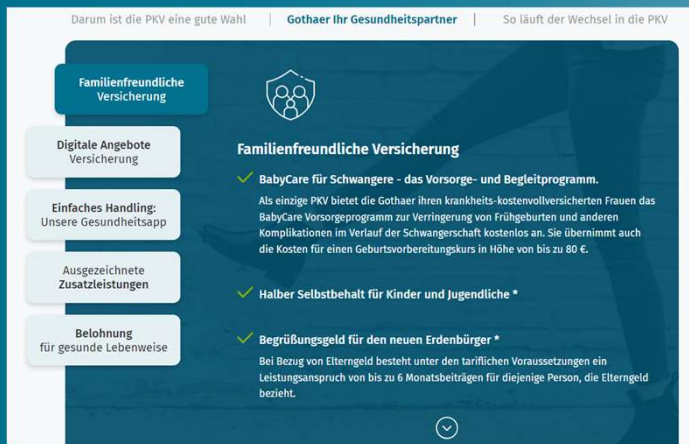 Darum ist die PKV eine gute Wahl | Gothaer Ihr Gesundheitspartner | So läuft der Wechsel in die PKV
Familienfreundliche
Versicherung
Digitale Angebote
Versicherung
Einfaches Handling:
Unsere Gesundheitsapp
Ausgezeichnete
Zusatzleistungen
Belohnung
für gesunde Lebenweise
Familienfreundliche Versicherung
BabyCare für Schwangere - das Vorsorge- und Begleitprogramm.
Als einzige PKV bietet die Gothaer ihren krankheits-kostenvollversicherten Frauen das
BabyCare Vorsorgeprogramm zur Verringerung von Frühgeburten und anderen
Komplikationen im Verlauf der Schwangerschaft kostenlos an. Sie übernimmt auch
die Kosten für einen Geburtsvorbereitungskurs in Höhe von bis zu 80 €.
Halber Selbstbehalt für Kinder und Jugendliche *
Begrüßungsgeld für den neuen Erdenbürger *
Bei Bezug von Elterngeld besteht unter den tariflichen Voraussetzungen ein
Leistungsanspruch von bis zu 6 Monatsbeiträgen für diejenige Person, die Elterngeld
bezieht.